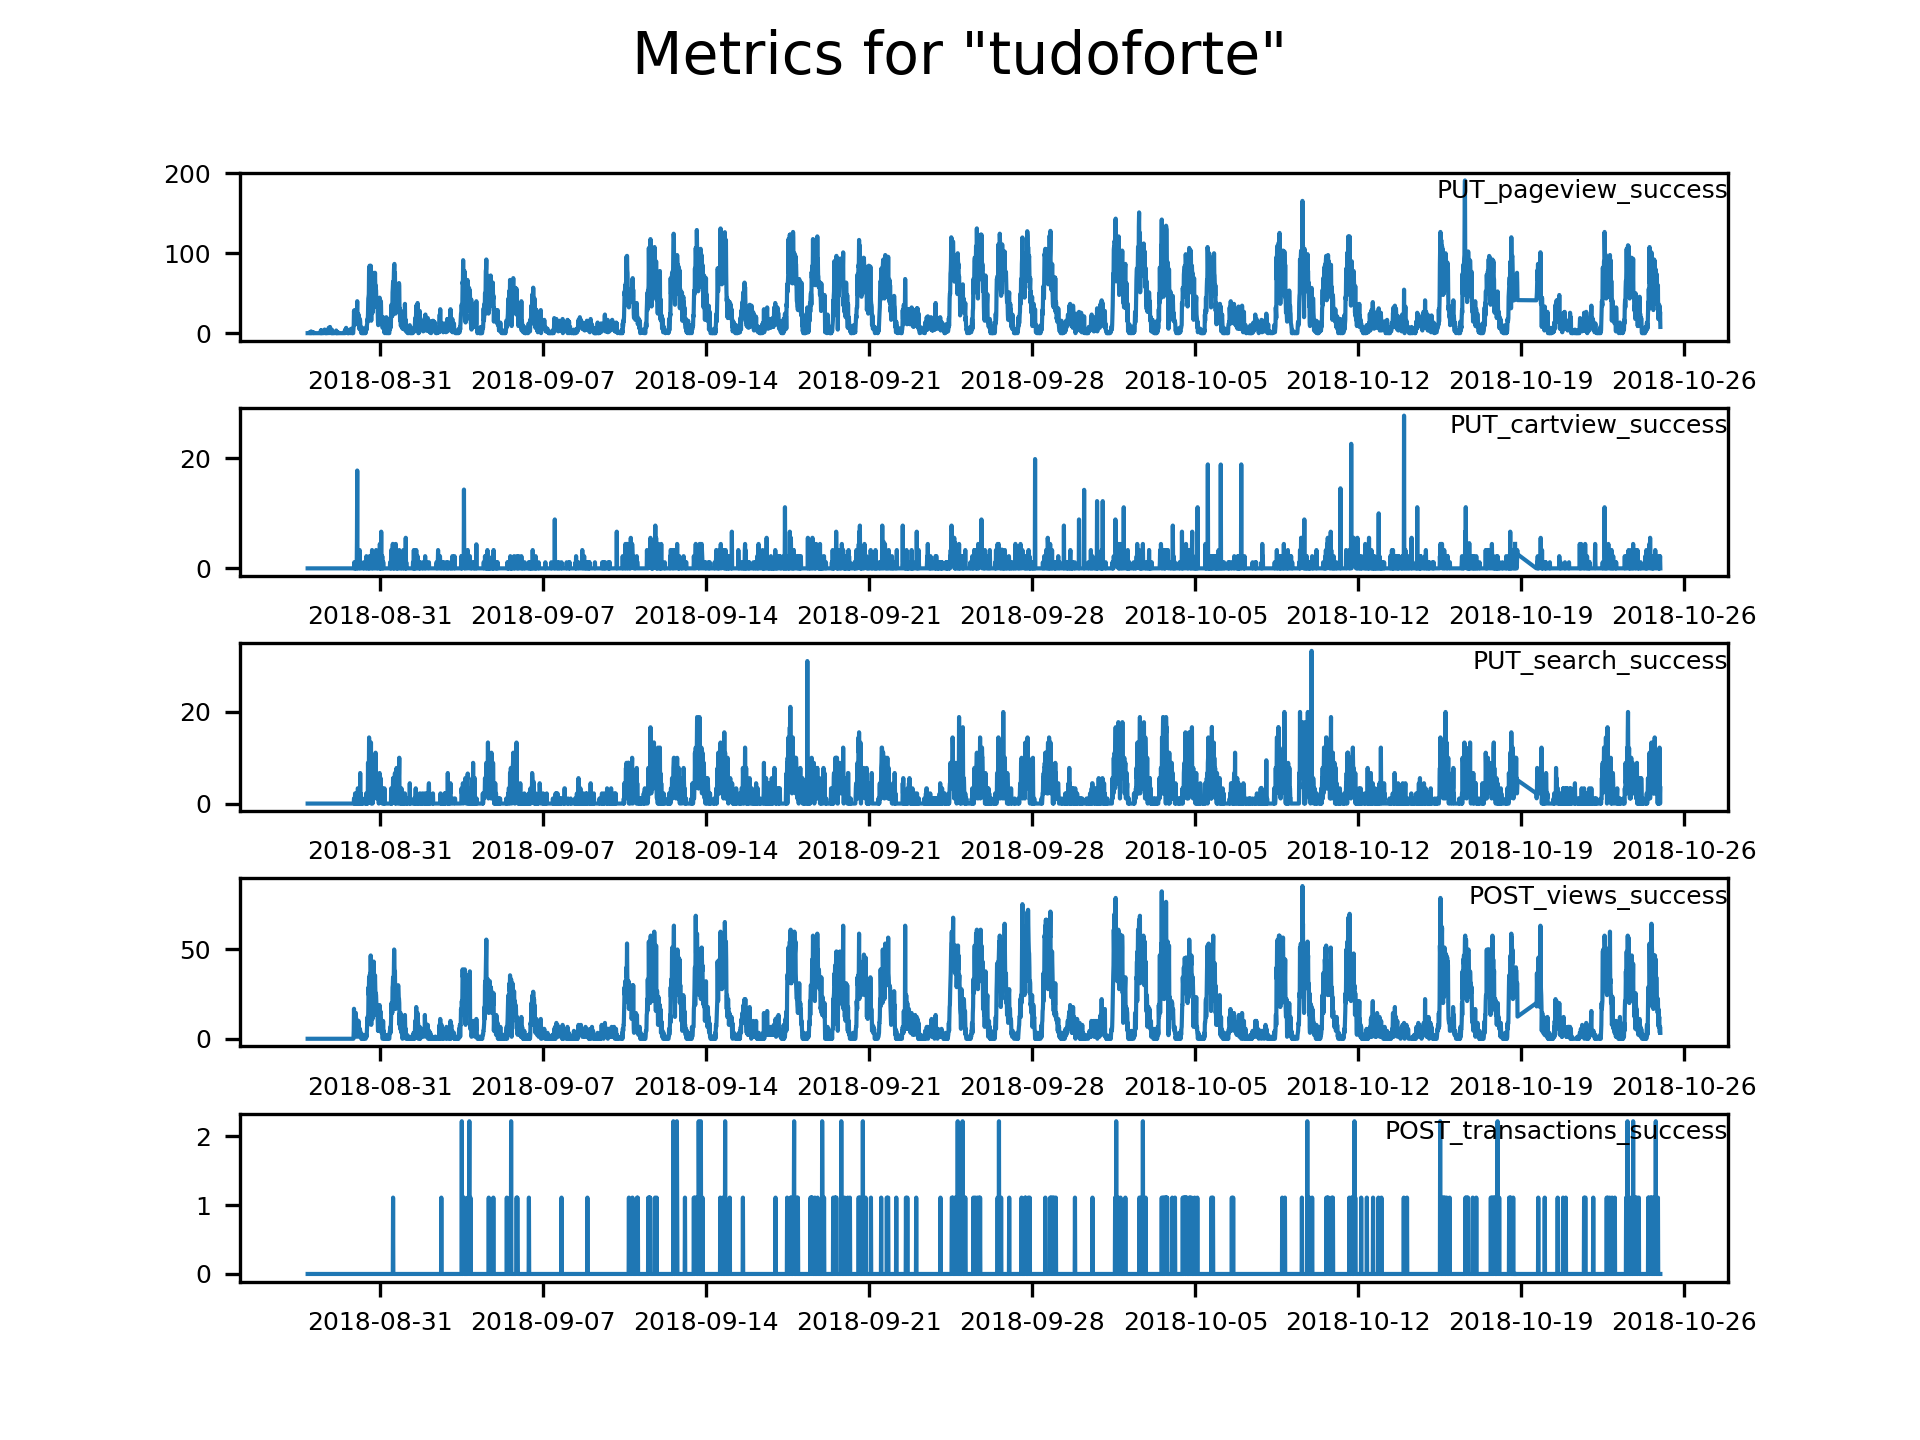 Metrics for "tudoforte"
200
100
0
PUT_pageview_success
2018-08-31 2018-09-07 2018-09-14 2018-09-21 2018-09-28 2018-10-05 2018-10-12 2018-10-19 2018-10-26
20
0
PUT_cartview_success
2018-08-31 2018-09-07 2018-09-14 2018-09-21 2018-09-28 2018-10-05 2018-10-12 2018-10-19 2018-10-26
20
0
PUT_search_success
2018-08-31 2018-09-07 2018-09-14 2018-09-21 2018-09-28 2018-10-05 2018-10-12 2018-10-19 2018-10-26
50
0
POST_views_success
2018-08-31 2018-09-07 2018-09-14 2018-09-21 2018-09-28 2018-10-05 2018-10-12 2018-10-19 2018-10-26
2
1
0
POST_transactions_success
2018-08-31 2018-09-07 2018-09-14 2018-09-21 2018-09-28 2018-10-05 2018-10-12 2018-10-19 2018-10-26